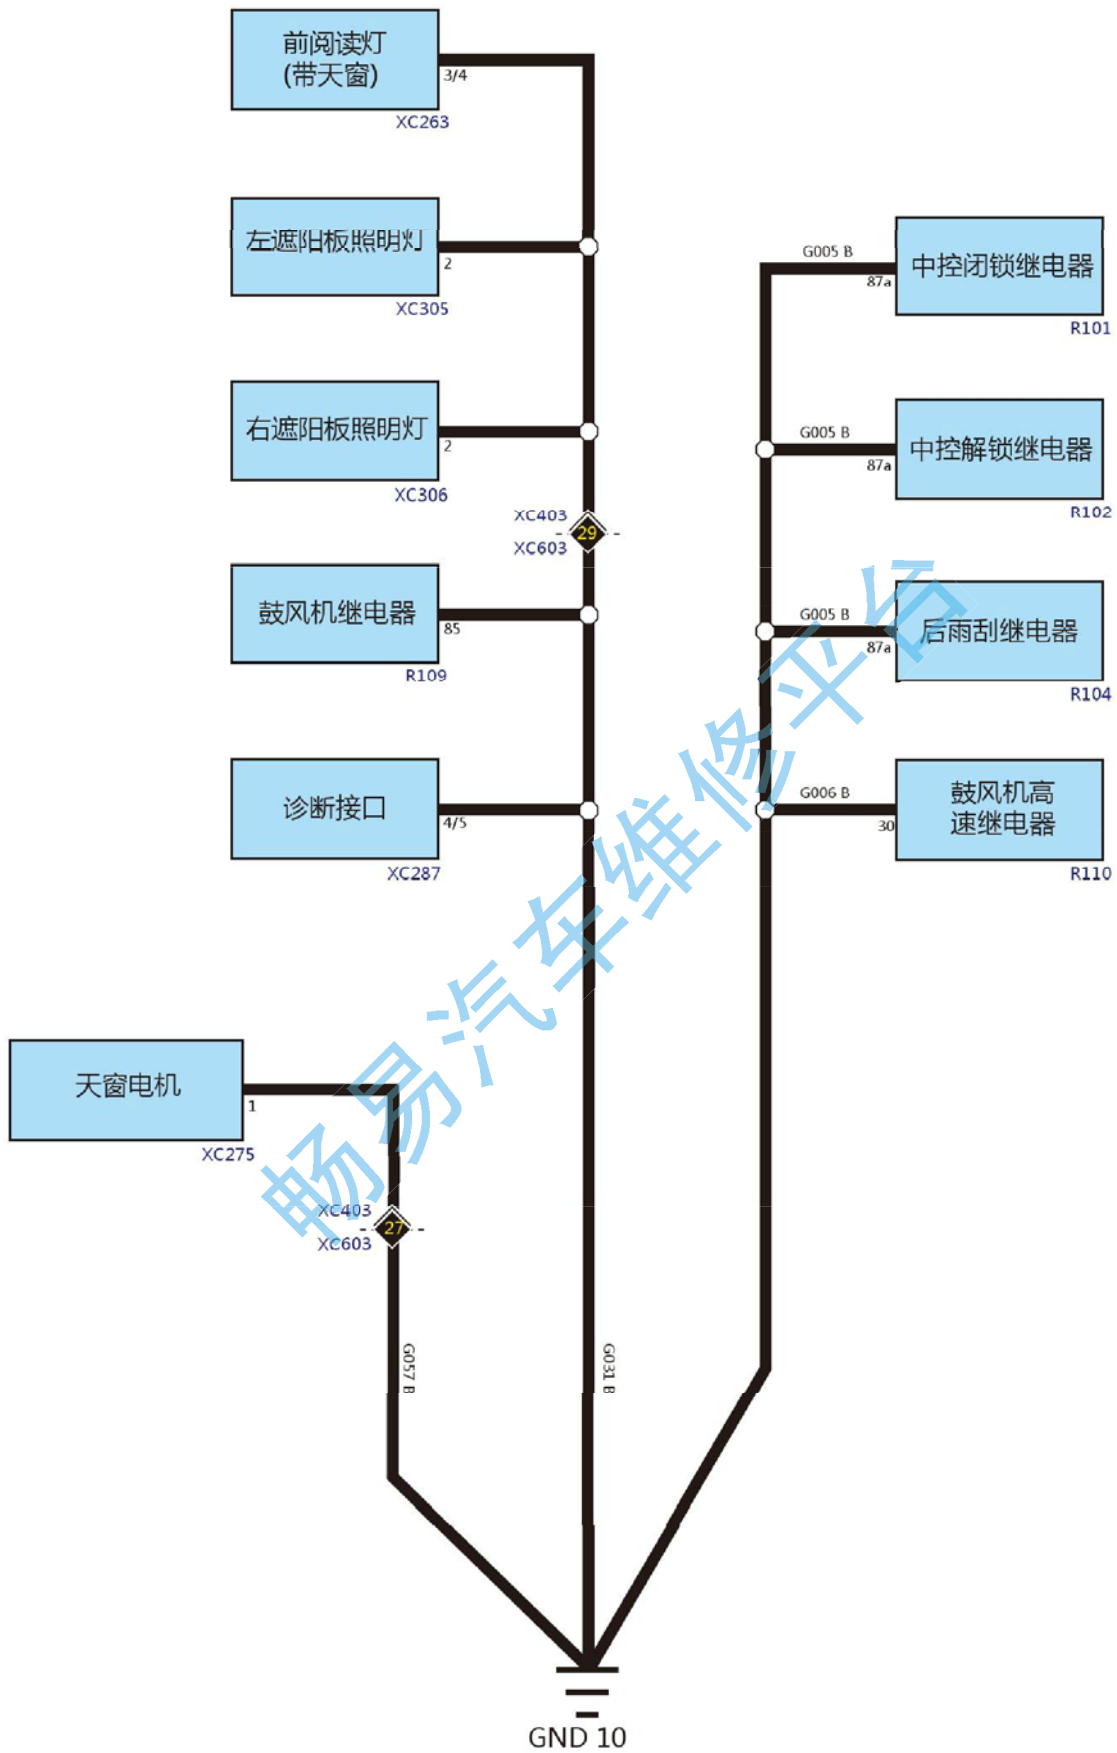 前阅读灯
(带天窗)
3/4
XC263
左遮阳板照明灯
2
XC305
右遮阳板照明灯
2
XC306
XC403
29
XC603
鼓风机继电器
85
R109
诊断接口
4/5
XC287
G005 B
87a
中控闭锁继电器
R101
G005 B
87a
中控解锁继电器
R102
G005 B
87a
后雨刮继电器
R104
G006 B
30
鼓风机高
速继电器
R110
天窗电机
1
XC275
XC403
27
XC603
G057 B
G031 B
GND 10
畅易汽车维修平台